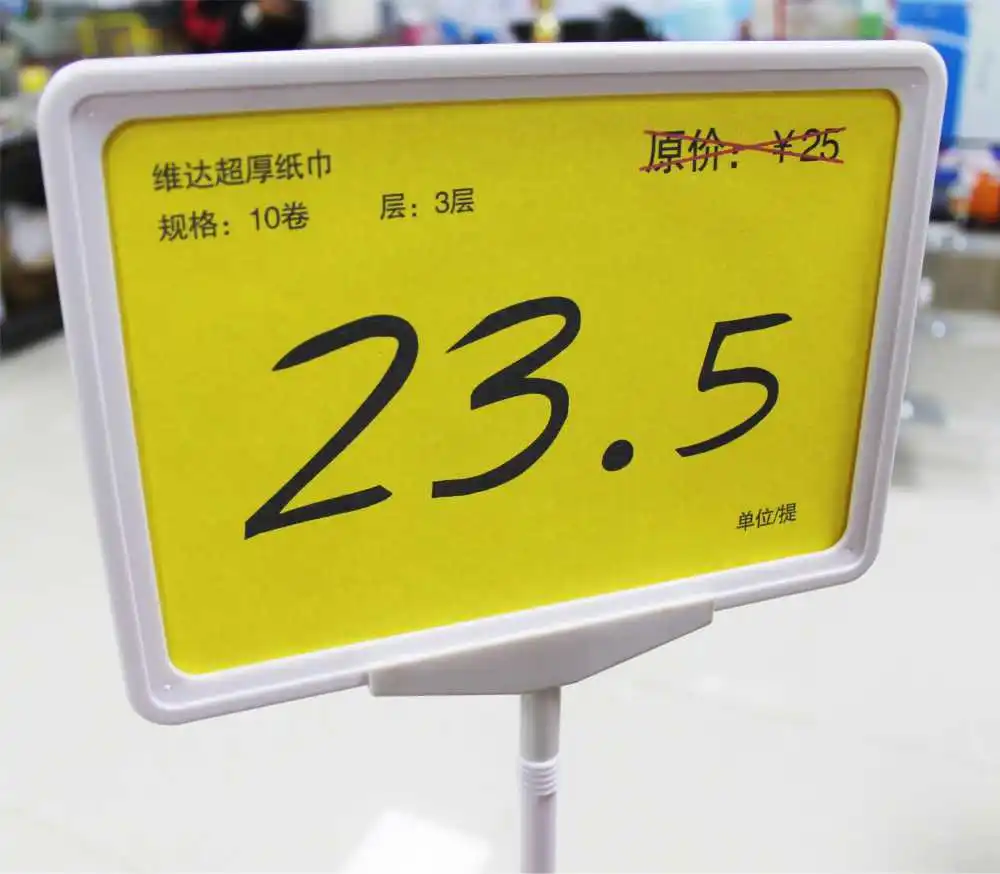 维达超厚纸巾
原价：￥25
规格：10卷 层：3层
23.5
单位/提